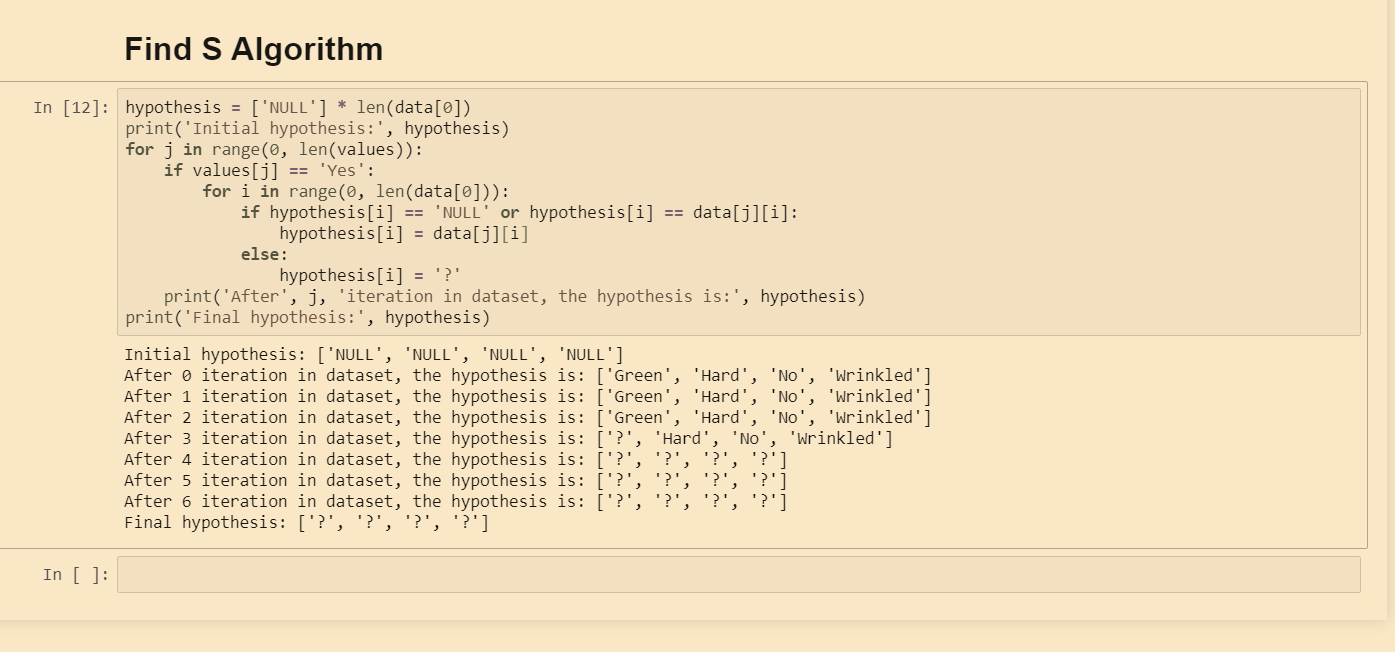 Find S Algorithm
In [12]:
hypothesis = ['NULL'] * len(data[0])
print('Initial hypothesis:', hypothesis)
for j in range(0, len(values)):
    if values[j] == 'Yes':
        for i in range(0, len(data[0])):
            if hypothesis[i] == 'NULL' or hypothesis[i] == data[j][i]:
                hypothesis[i] = data[j][i]
            else:
                hypothesis[i] = '?'
    print('After', j, 'iteration in dataset, the hypothesis is:', hypothesis)
print('Final hypothesis:', hypothesis)
Initial hypothesis: ['NULL', 'NULL', 'NULL', 'NULL']
After 0 iteration in dataset, the hypothesis is: ['Green', 'Hard', 'No', 'Wrinkled']
After 1 iteration in dataset, the hypothesis is: ['Green', 'Hard', 'No', 'Wrinkled']
After 2 iteration in dataset, the hypothesis is: ['Green', 'Hard', 'No', 'Wrinkled']
After 3 iteration in dataset, the hypothesis is: ['?', 'Hard', 'No', 'Wrinkled']
After 4 iteration in dataset, the hypothesis is: ['?', '?', '?', '?']
After 5 iteration in dataset, the hypothesis is: ['?', '?', '?', '?']
After 6 iteration in dataset, the hypothesis is: ['?', '?', '?', '?']
Final hypothesis: ['?', '?', '?', '?']
In [ ]: